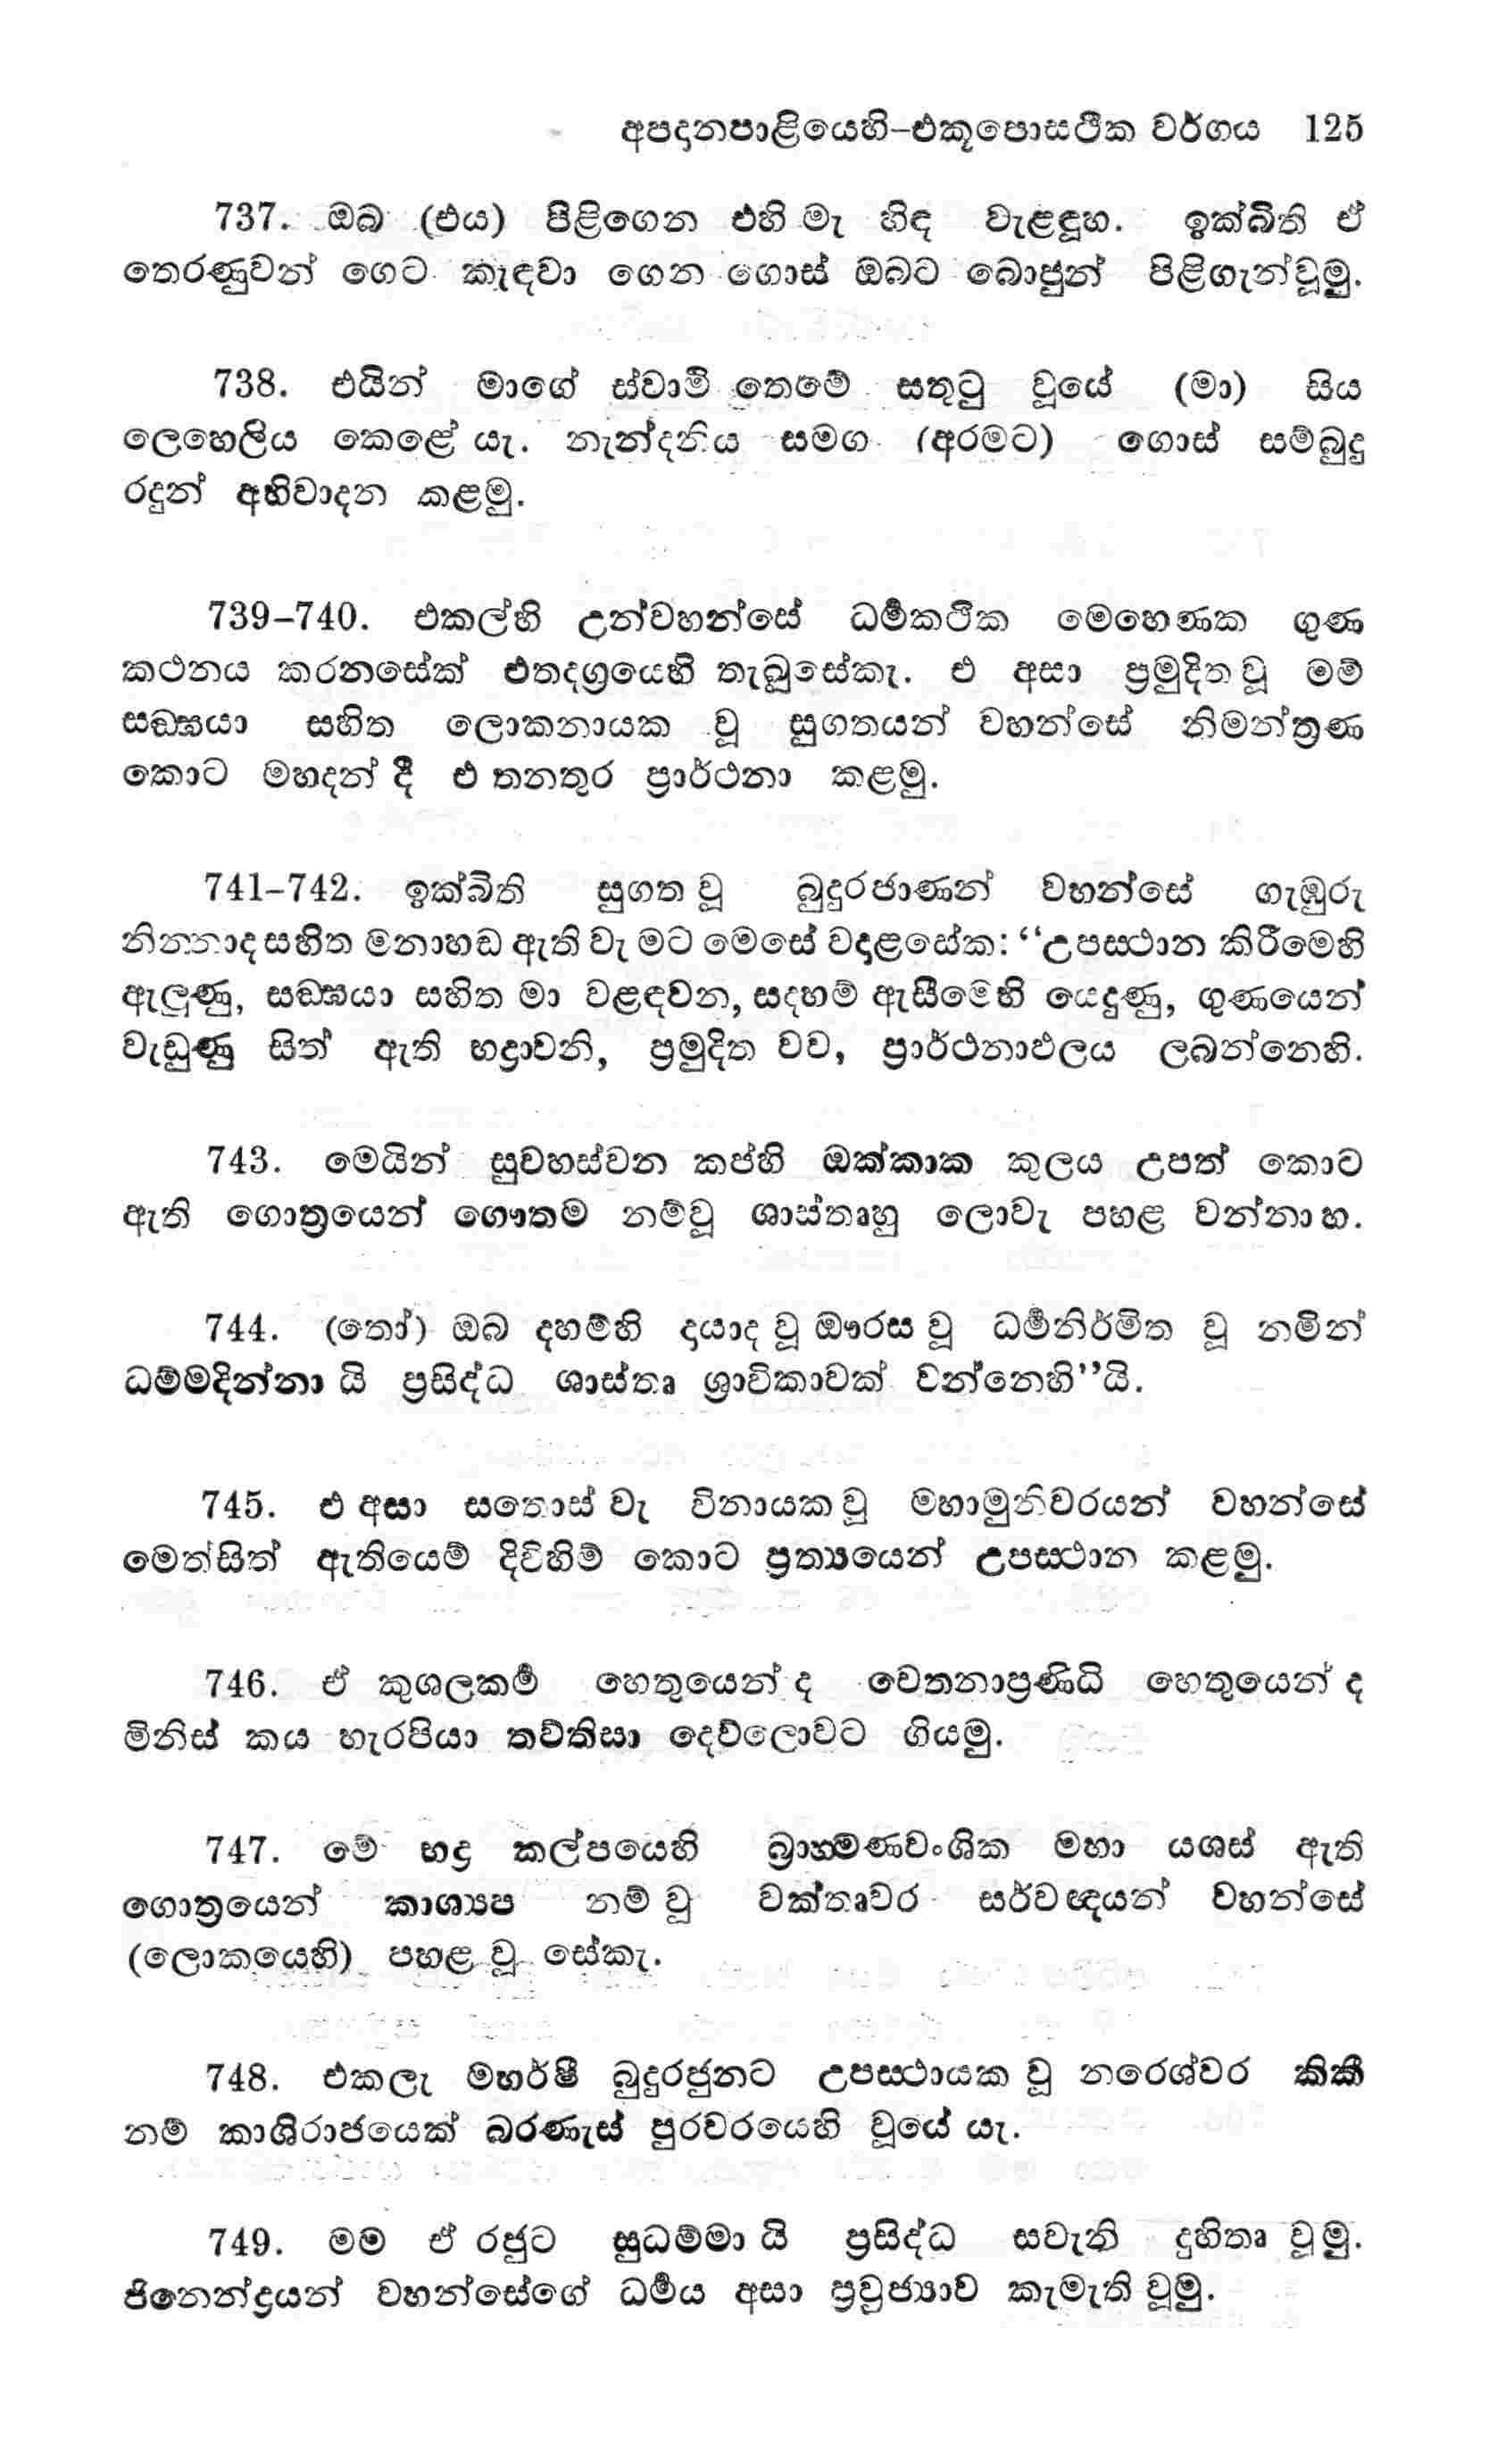 අපදානපාළියෙහි–එකූපොසථික වර්ගය 125
737. ඔබ (එය) පිළිගෙන එහි මැ හිඳ වැළඳූහ. ඉක්බිති ඒ
තෙරණුවන් ගෙට කැඳවා ගෙන ගොස් ඔබට බොජුන් පිළිගැන්වූමු.
738. එයින් මාගේ ස්වාමි තෙමේ සතුටු වූයේ (මා) සිය
ලෙහෙලිය කෙළේ යැ. නැන්දනිය සමග (අරමට) ගොස් සම්බුදු
රදුන් අභිවාදන කළමු.
739–740. එකල්හි උන්වහන්සේ ධර්‍මකථික මෙහෙණක ගුණ
කථනය කරනසේක් එතදග්‍රයෙහි තැබූසේකැ. එ අසා ප්‍රමුදිත වූ මම්
සඞ්ඝයා සහිත ලොකනායක වූ සුගතයන් වහන්සේ නිමන්ත්‍රණ
කොට මහදන් දී එ තනතුර ප්‍රාර්ථනා කළමු.
741–742. ඉක්බිති සුගත වූ බුදුරජාණන් වහන්සේ ගැඹුරු
නින්නාද සහිත මනාහඬ ඇති වැ මට මෙසේ වදාළසේක: “උපස්ථාන කිරීමෙහි
ඇලුණු, සඞ්ඝයා සහිත මා වළඳවන, සදහම් ඇසීමෙහි යෙදුණු, ගුණයෙන්
වැඩුණු සිත් ඇති භද්‍රාවනි, ප්‍රමුදිත වව, ප්‍රාර්ථනාඵලය ලබන්නෙහි.
743. මෙයින් සුවහස්වන කප්හි ඔක්කාක කුලය උපත් කොට
ඇති ගොත්‍රයෙන් ගෞතම නම්වූ ශාස්තෘහු ලොවැ පහළ වන්නාහ.
744. (තෝ) ඔබ දහම්හි දායාද වූ ඖරස වූ ධර්‍මනිර්මිත වූ නමින්
ධම්මදින්නා යි ප්‍රසිද්ධ ශාස්තෘ ශ්‍රාවිකාවක් වන්නෙහි”යි.
745. එ අසා සතොස් වැ විනායක වූ මහාමුනිවරයන් වහන්සේ
මෙත්සිත් ඇතියෙම් දිවිහිම් කොට ප්‍රත්‍යයෙන් උපස්ථාන කළමු.
746. ඒ කුශලකර්‍ම හෙතුයෙන් ද චෙතනාප්‍රණිධි හෙතුයෙන් ද
මිනිස් කය හැරපියා තව්තිසා දෙව්ලොවට ගියමු.
747. මේ භද්‍ර කල්පයෙහි බ්‍රාහ්මණවංශික මහා යශස් ඇති
ගොත්‍රයෙන් කාශ්‍යප නම් වූ වක්තෘවර සර්වඥයන් වහන්සේ
(ලොකයෙහි) පහළ වූ සේකැ.
748. එකලැ මහර්ෂී බුදුරජුනට උපස්ථායක වූ නරෙශ්වර කිකී
නම් කාශිරාජයෙක් බරණැස් පුරවරයෙහි වූයේ යැ.
749. මම ඒ රජුට සුධම්මා යි ප්‍රසිද්ධ සවැනි දුහිතෘ වූමු.
ජිනෙන්ද්‍රයන් වහන්සේගේ ධර්‍මය අසා ප්‍රව්‍රජ්‍යාව කැමැති වූමු.